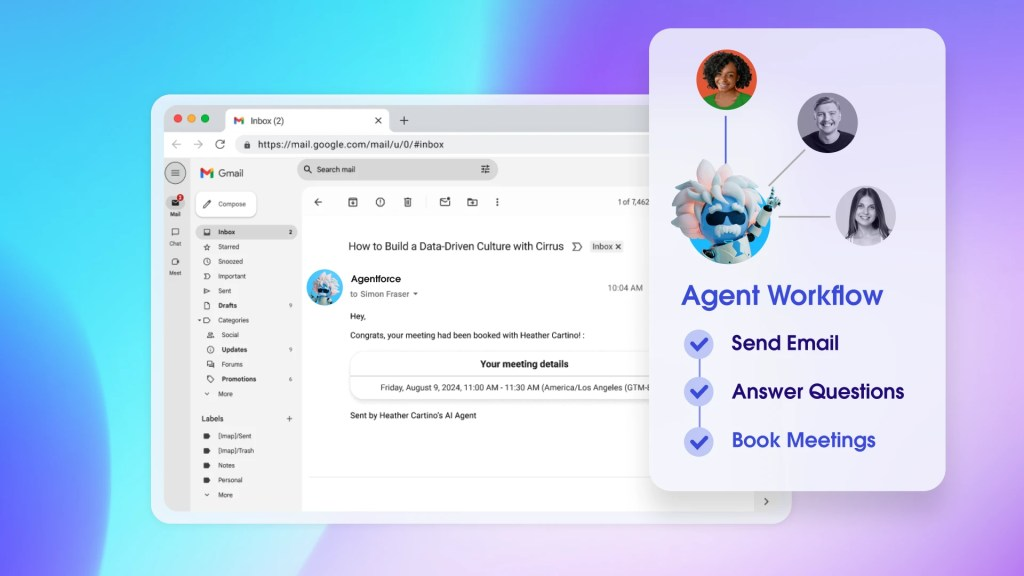 Inbox (2)
https://mail.google.com/mail/u/0/#inbox
Gmail
Search mail
Compose
2
Mail
Chat
Meet
Inbox 2
Starred
Snoozed
Important
Sent
Drafts 9
Categories
Social
Updates 9
Forums
Promotions 6
More
Labels
[Imap]/Sent
[Imap]/Trash
Notes
Personal
More
1 of 7,462
How to Build a Data-Driven Culture with Cirrus
Inbox
Agentforce
to Simon Fraser
10:04 AM
Hey,
Congrats, your meeting had been booked with Heather Cartino! :
Your meeting details
Friday, August 9, 2024, 11:00 AM - 11:30 AM (America/Los Angeles (GTM-
Sent by Heather Cartino's AI Agent
Agent Workflow
Send Email
Answer Questions
Book Meetings